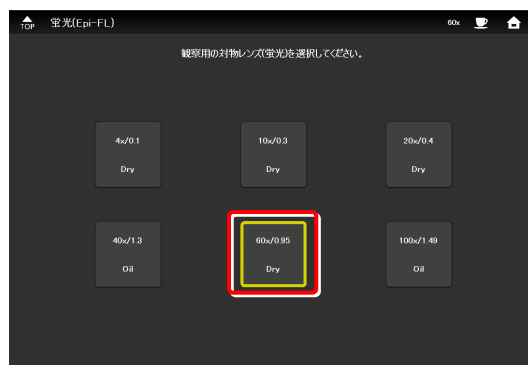 TOP 蛍光(Epi-FL) 60x
観察用の対物レンズ(蛍光)を選択してください。
4x/0.1 10x/0.3 20x/0.4
Dry Dry Dry
40x/1.3 60x/0.95 100x/1.49
Oil Dry Oil